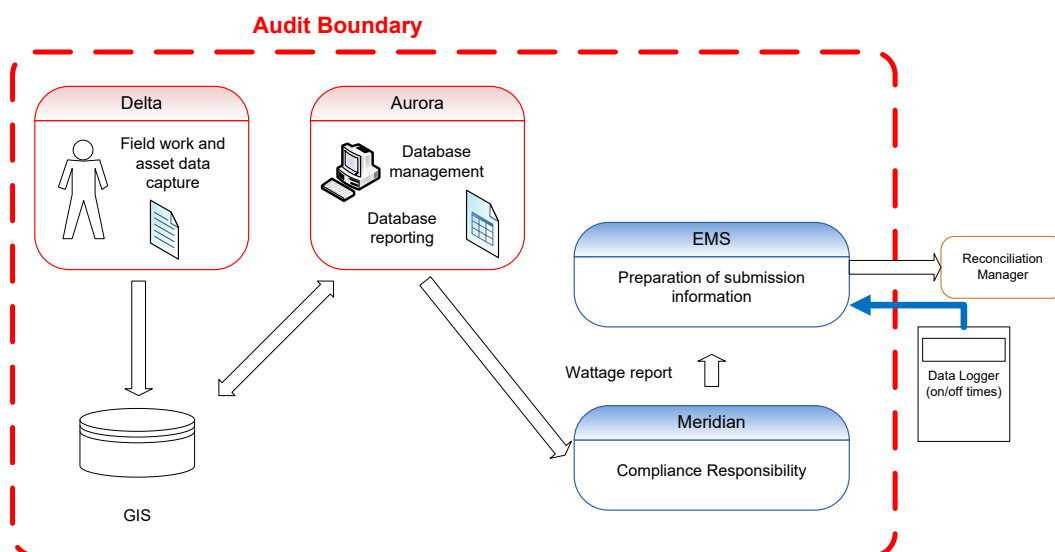 Audit Boundary
Delta
Field work and
asset data
capture
Aurora
Database
management
Database
reporting
EMS
Preparation of submission
information
Reconciliation
Manager
Data Logger
(on/off times)
Wattage report
Meridian
Compliance Responsibility
GIS